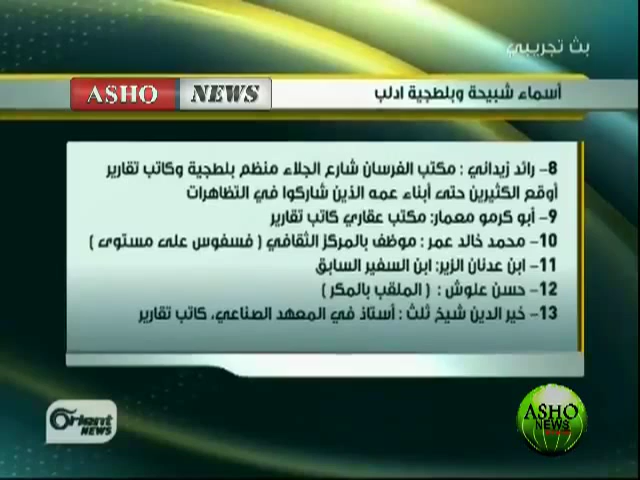 بث تجريبي
ASHO NEWS
أسماء شبيحة وبلطجية ادلب
8- رائد زيداني : مكتب الفرسان شارع الجلاء منظم بلطجية وكاتب تقارير
أوقع الكثيرين حتى أبناء عمه الذين شاركوا في التظاهرات
9- أبو كرمو معمار: مكتب عقاري كاتب تقارير
10- محمد خالد عمر : موظف بالمركز الثقافي ( فسفوس على مستوى )
11- ابن عدنان الزير: ابن السفير السابق
12- حسن علوش : ( الملقب بالمكر )
13- خير الدين شيخ ثلث : أستاذ في المعهد الصناعي، كاتب تقارير
Orient
NEWS
ASHO
NEWS